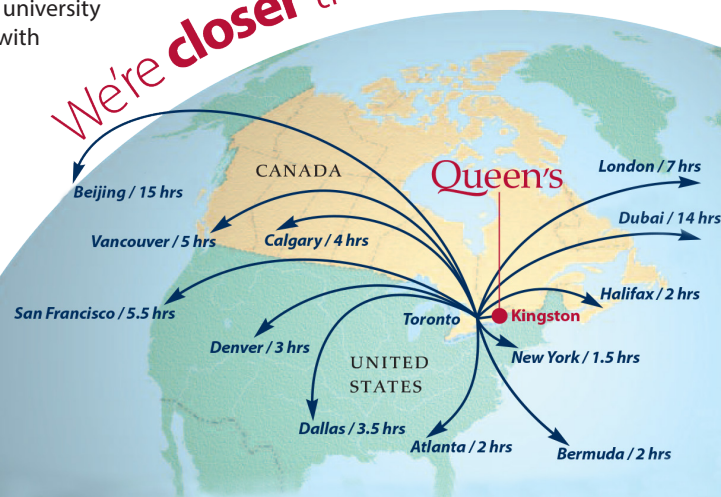 university
with
We're closer
CANADA
Queen's
London / 7 hrs
Beijing / 15 hrs
Dubai / 14 hrs
Vancouver / 5 hrs
Calgary / 4 hrs
Halifax / 2 hrs
San Francisco / 5.5 hrs
Toronto
Kingston
Denver / 3 hrs
New York / 1.5 hrs
UNITED
STATES
Dallas / 3.5 hrs
Atlanta / 2 hrs
Bermuda / 2 hrs